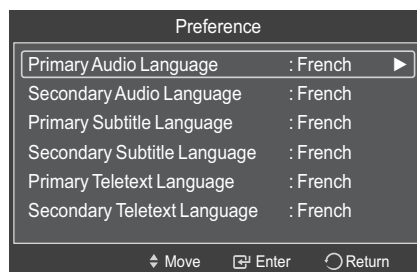 Preference
Primary Audio Language : French ►
Secondary Audio Language : French
Primary Subtitle Language : French
Secondary Subtitle Language : French
Primary Teletext Language : French
Secondary Teletext Language : French
Move Enter Return